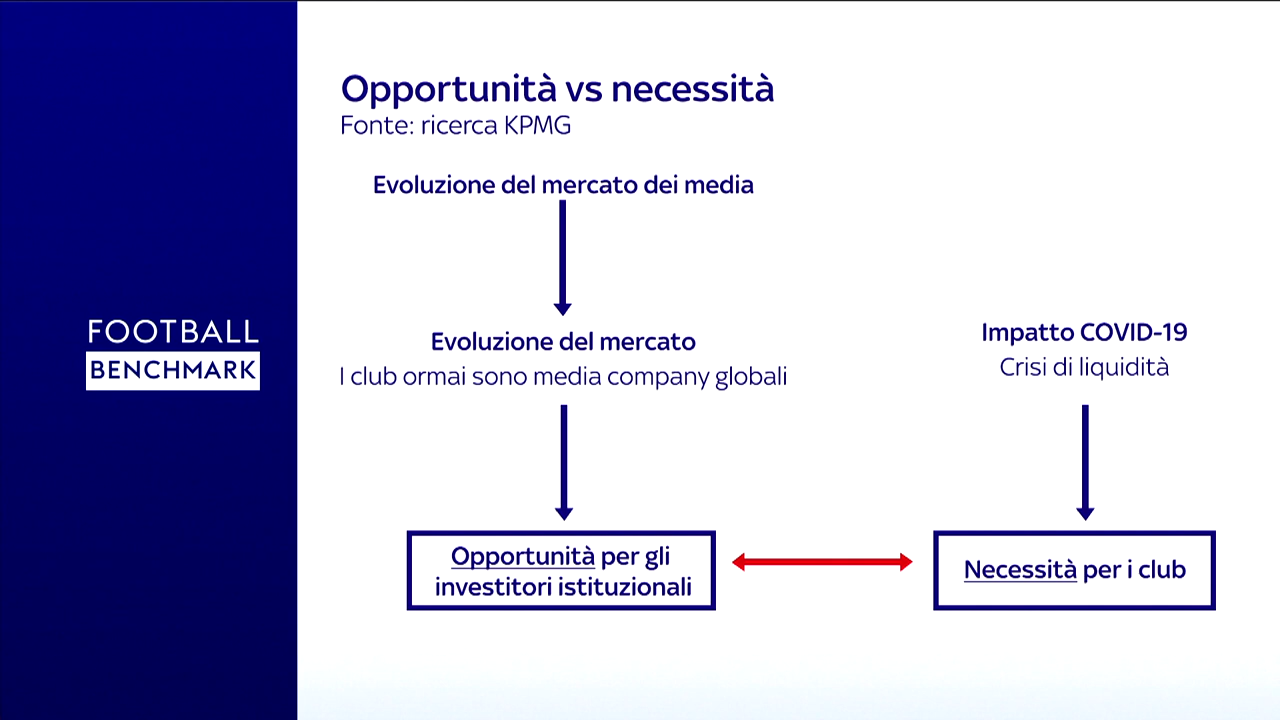 FOOTBALL
BENCHMARK
Opportunità vs necessità
Fonte: ricerca KPMG
Evoluzione del mercato dei media
Evoluzione del mercato
I club ormai sono media company globali
Impatto COVID-19
Crisi di liquidità
Opportunità per gli
investitori istituzionali
Necessità per i club